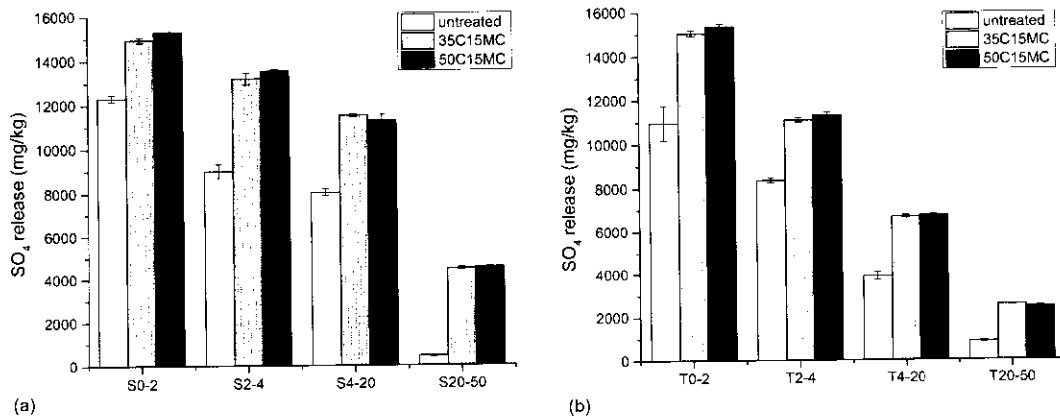 16000
14000
12000
10000
8000
6000
4000
2000
0
SO₄ release (mg/kg)
untreated
35C15MC
50C15MC
S0-2
S2-4
S4-20
S20-50
(a)
16000
14000
12000
10000
8000
6000
4000
2000
0
SO₄ release (mg/kg)
untreated
35C15MC
50C15MC
T0-2
T2-4
T4-20
T20-50
(b)